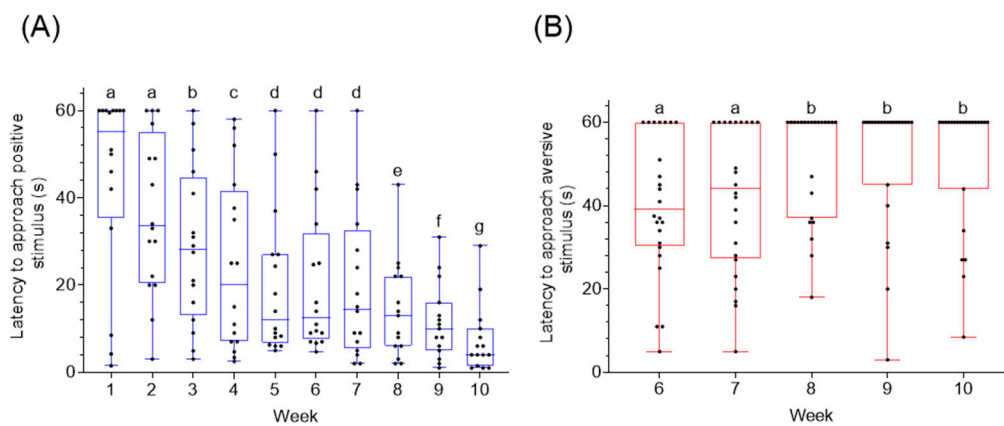 (A)
Latency to approach positive
stimulus (s)
a a b c d d d e f g
60
40
20
0
1 2 3 4 5 6 7 8 9 10
Week
(B)
Latency to approach aversive
stimulus (s)
a a b b b
60
40
20
0
6 7 8 9 10
Week